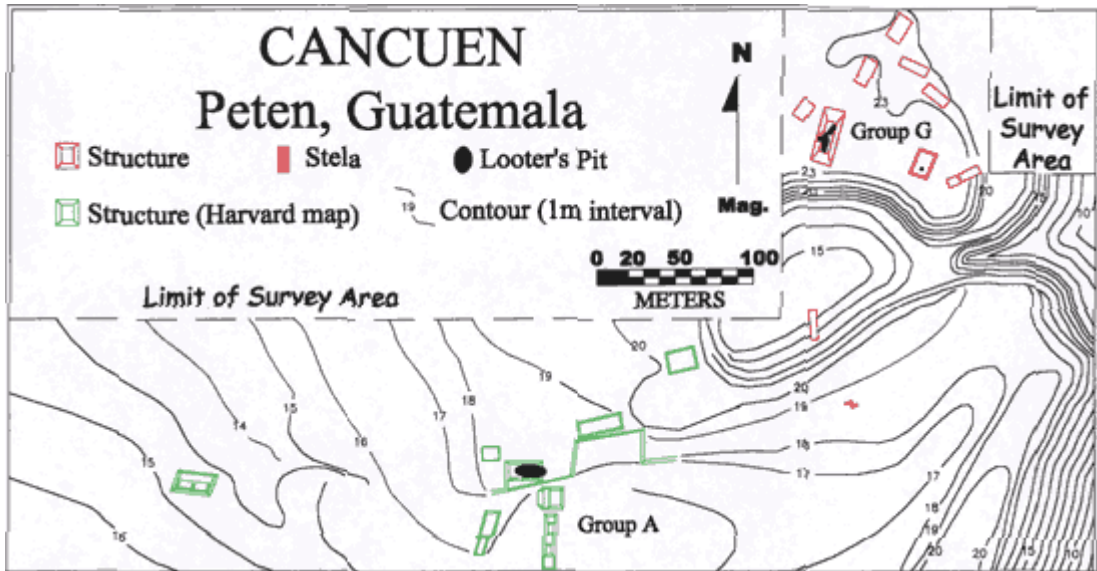 CANCUEN
Peten, Guatemala
Structure
Stela
Looter's Pit
Structure (Harvard map)
19
Contour (1m interval)
N
Mag.
0 20 50 100
METERS
Limit of Survey Area
Limit of
Survey
Area
Group G
23
23
20
20
15
15
10
20
19
18
17
16
15
14
15
16
20
19
18
17
17
18
19
20
20
15
10
Group A